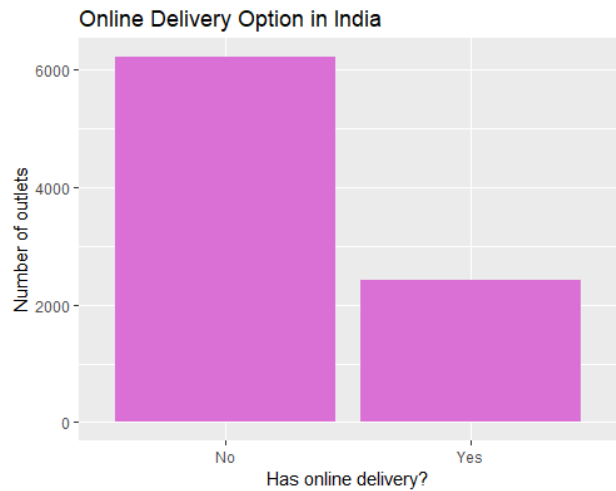 Online Delivery Option in India
Number of outlets
6000
4000
2000
0
No Yes
Has online delivery?